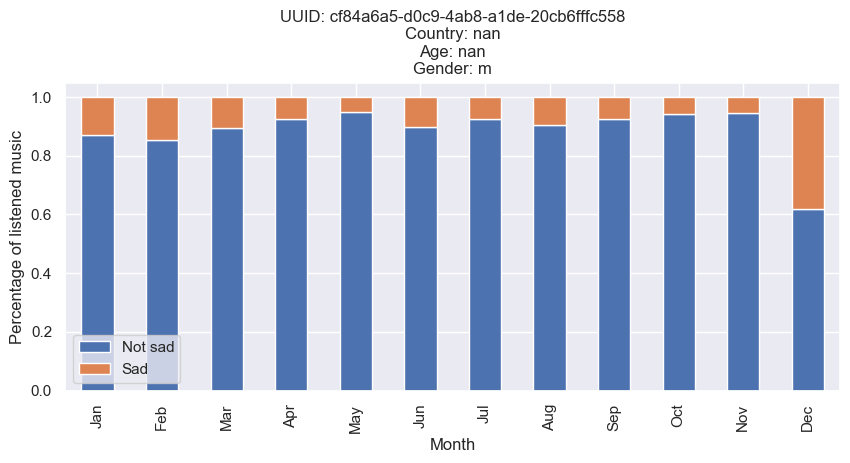 UUID: cf84a6a5-d0c9-4ab8-a1de-20cb6fffc558
Country: nan
Age: nan
Gender: m
Percentage of listened music
1.0
0.8
0.6
0.4
0.2
0.0
Not sad
Sad
Jan
Feb
Mar
Apr
May
Jun
Jul
Aug
Sep
Oct
Nov
Dec
Month